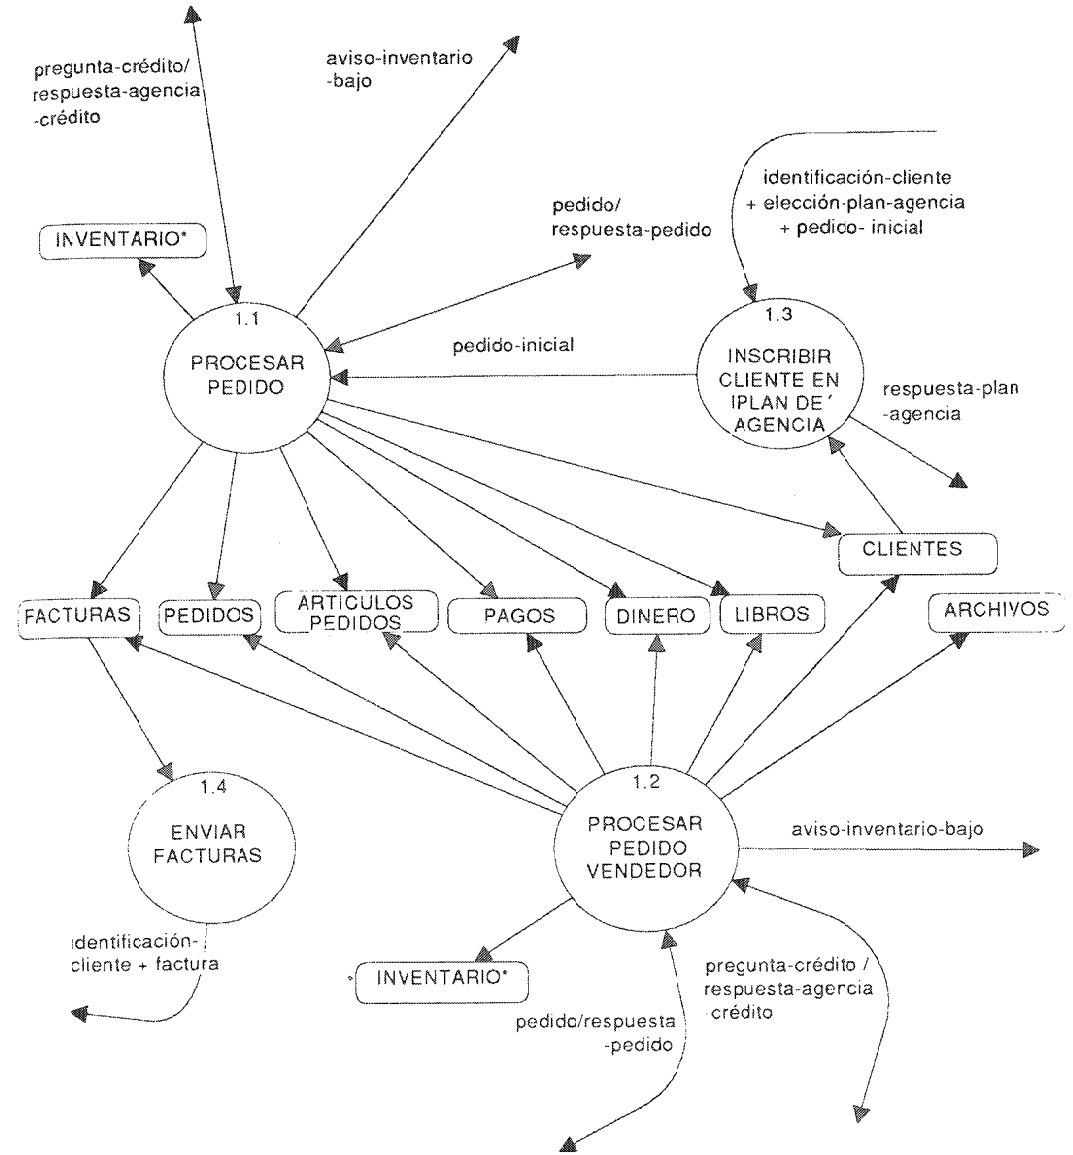 pregunta-crédito/
respuesta-agencia
-crédito
aviso-inventario
-bajo
identificación-cliente
+ elección-plan-agencia
+ pedico- inicial
pedido/
respuesta-pedido
INVENTARIO*
1.1
PROCESAR
PEDIDO
pedido-inicial
1.3
INSCRIBIR
CLIENTE EN
IPLAN DE´
AGENCIA
respuesta-plan
-agencia
CLIENTES
FACTURAS
PEDIDOS
ARTICULOS
PEDIDOS
PAGOS
DINERO
LIBROS
ARCHIVOS
1.4
ENVIAR
FACTURAS
1.2
PROCESAR
PEDIDO
VENDEDOR
aviso-inventario-bajo
identificación-
cliente + factura
INVENTARIO*
pregunta-crédito /
respuesta-agencia
-crédito
pedido/respuesta
-pedido